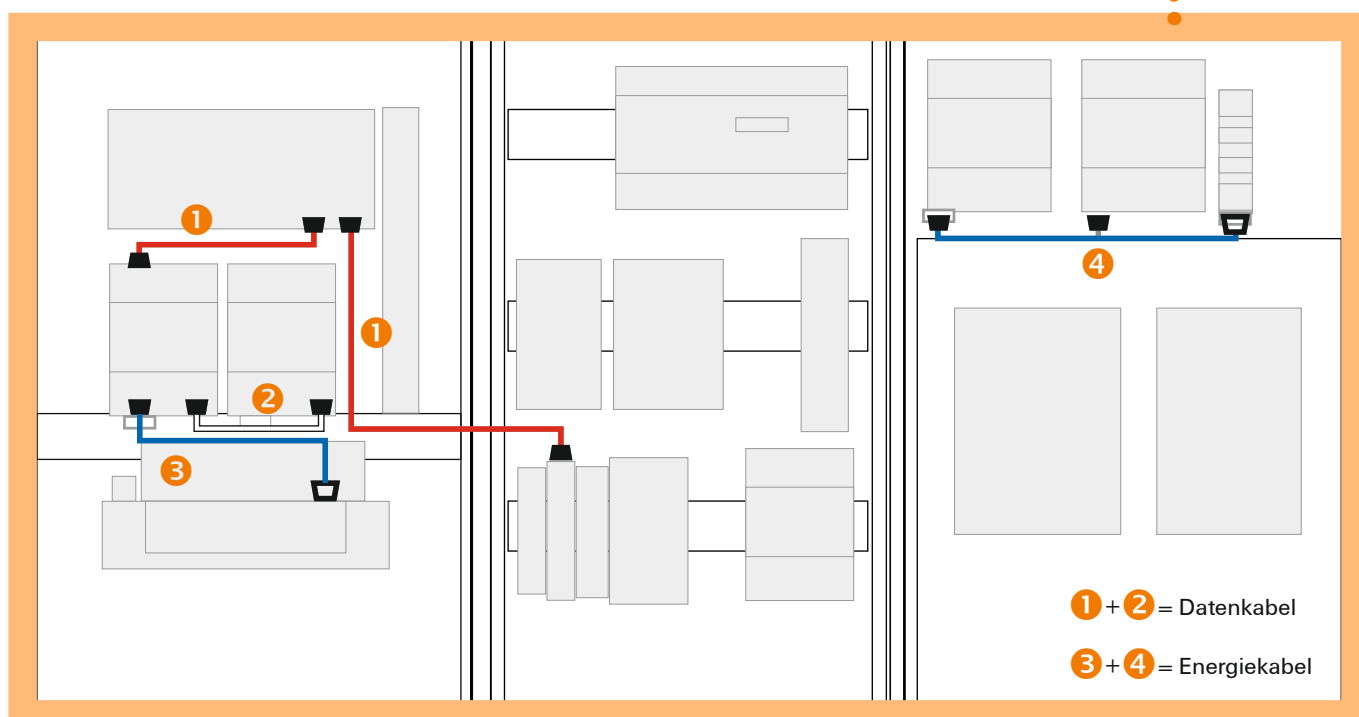 1
1
2
3
4
1 + 2 = Datenkabel
3 + 4 = Energiekabel